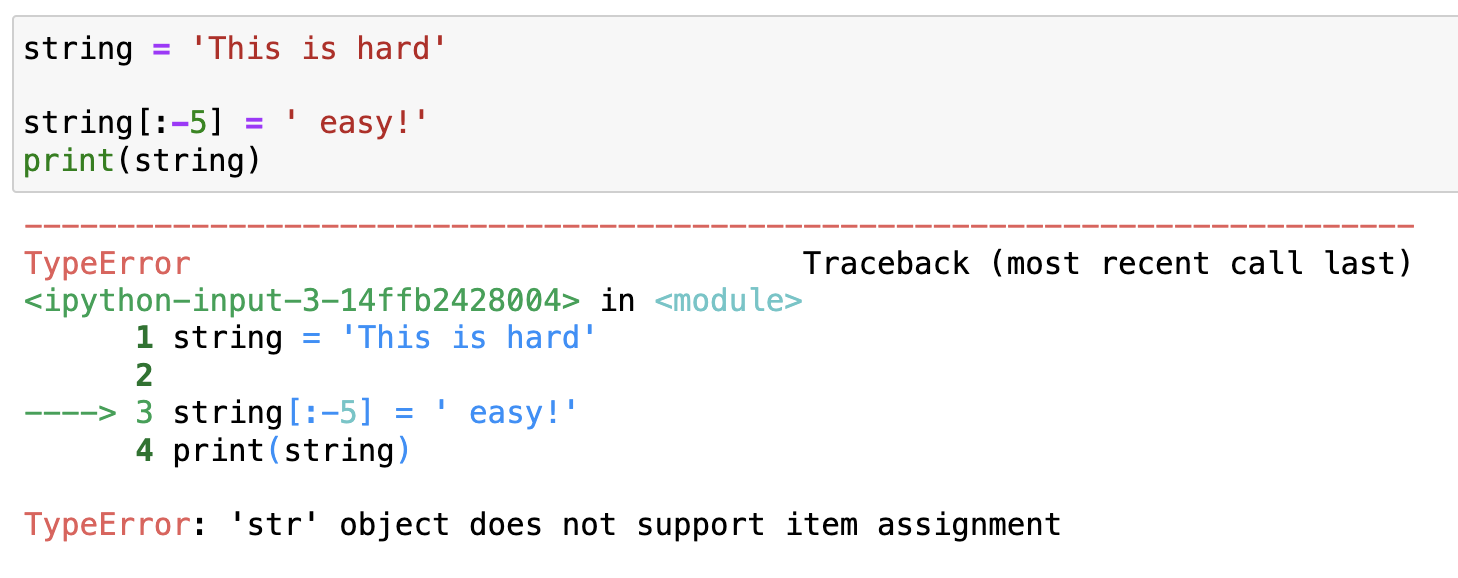 string = 'This is hard'
string[:-5] = ' easy!'
print(string)
---------------------------------------------------------------------------
TypeError                                 Traceback (most recent call last)
<ipython-input-3-14ffb2428004> in <module>
      1 string = 'This is hard'
      2
----> 3 string[:-5] = ' easy!'
      4 print(string)
TypeError: 'str' object does not support item assignment